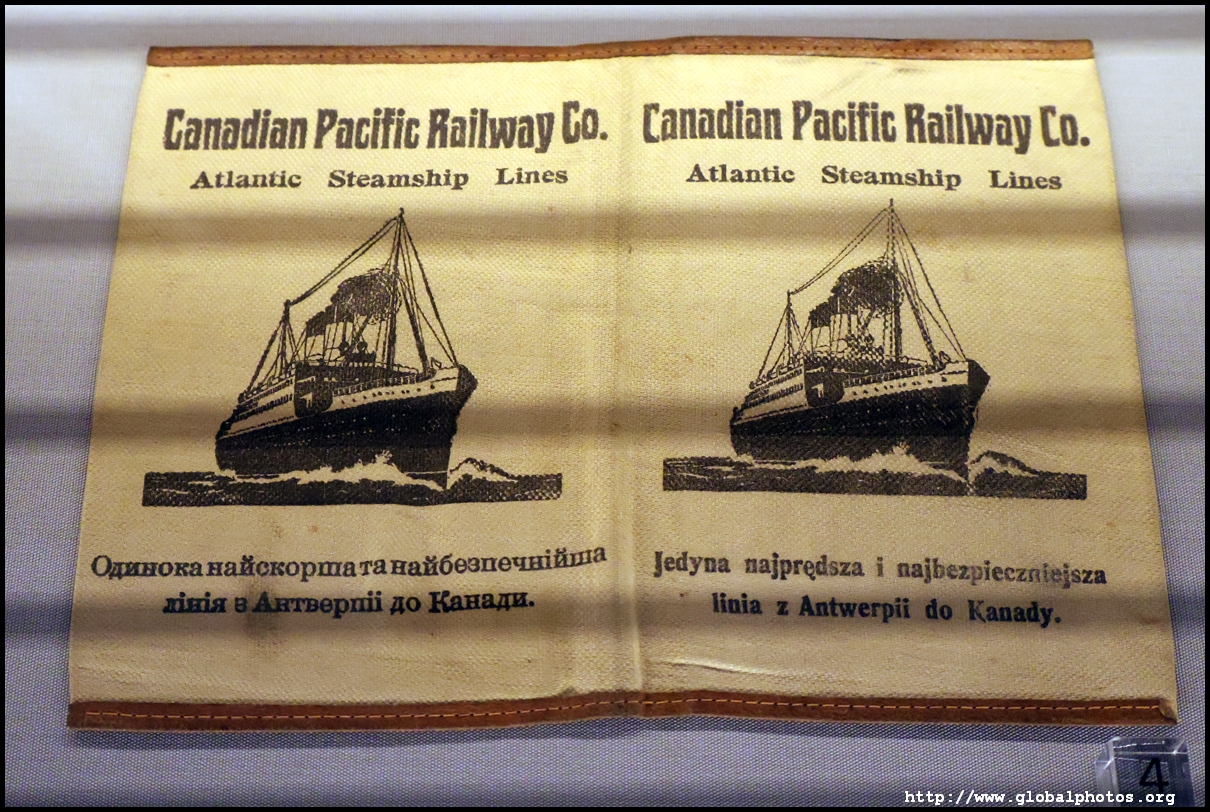 Canadian Pacific Railway Co.
Atlantic Steamship Lines
Одинока найскорша та найбезпечнійша
лінія з Антверпії до Канади.
Canadian Pacific Railway Co.
Atlantic Steamship Lines
Jedyna najprędsza i najbezpieczniejsza
linia z Antwerpii do Kanady.
4
http://www.globalphotos.org